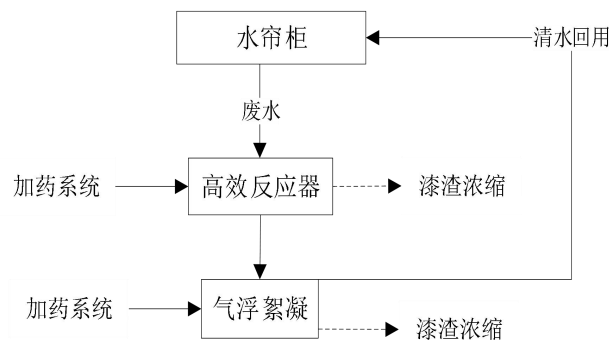 水帘柜
清水回用
废水
加药系统
高效反应器
漆渣浓缩
加药系统
气浮絮凝
漆渣浓缩